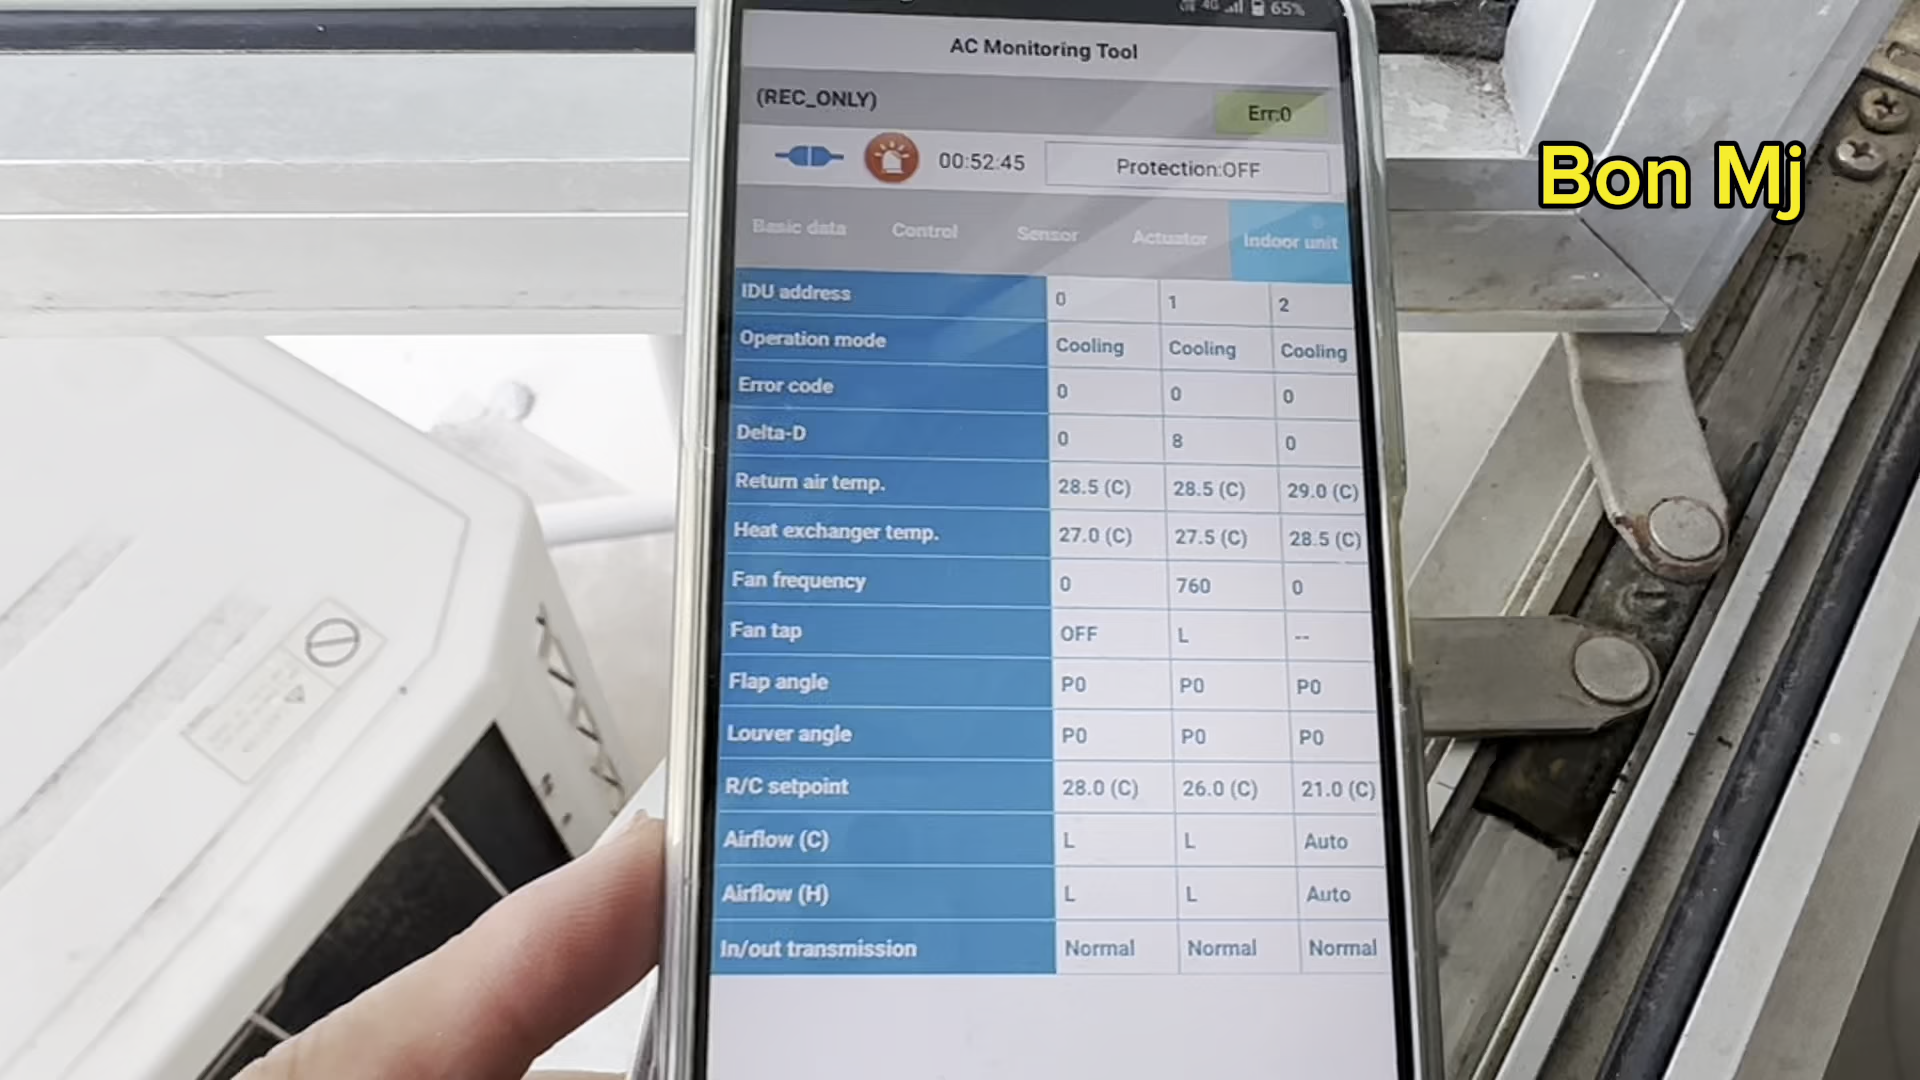 4G 65%
AC Monitoring Tool
(REC_ONLY) Err:0
00:52:45 Protection:OFF
Basic data Control Sensor Actuator Indoor unit
IDU address 0 1 2
Operation mode Cooling Cooling Cooling
Error code 0 0 0
Delta-D 0 8 0
Return air temp. 28.5 (C) 28.5 (C) 29.0 (C)
Heat exchanger temp. 27.0 (C) 27.5 (C) 28.5 (C)
Fan frequency 0 760 0
Fan tap OFF L --
Flap angle P0 P0 P0
Louver angle P0 P0 P0
R/C setpoint 28.0 (C) 26.0 (C) 21.0 (C)
Airflow (C) L L Auto
Airflow (H) L L Auto
In/out transmission Normal Normal Normal
Bon Mj